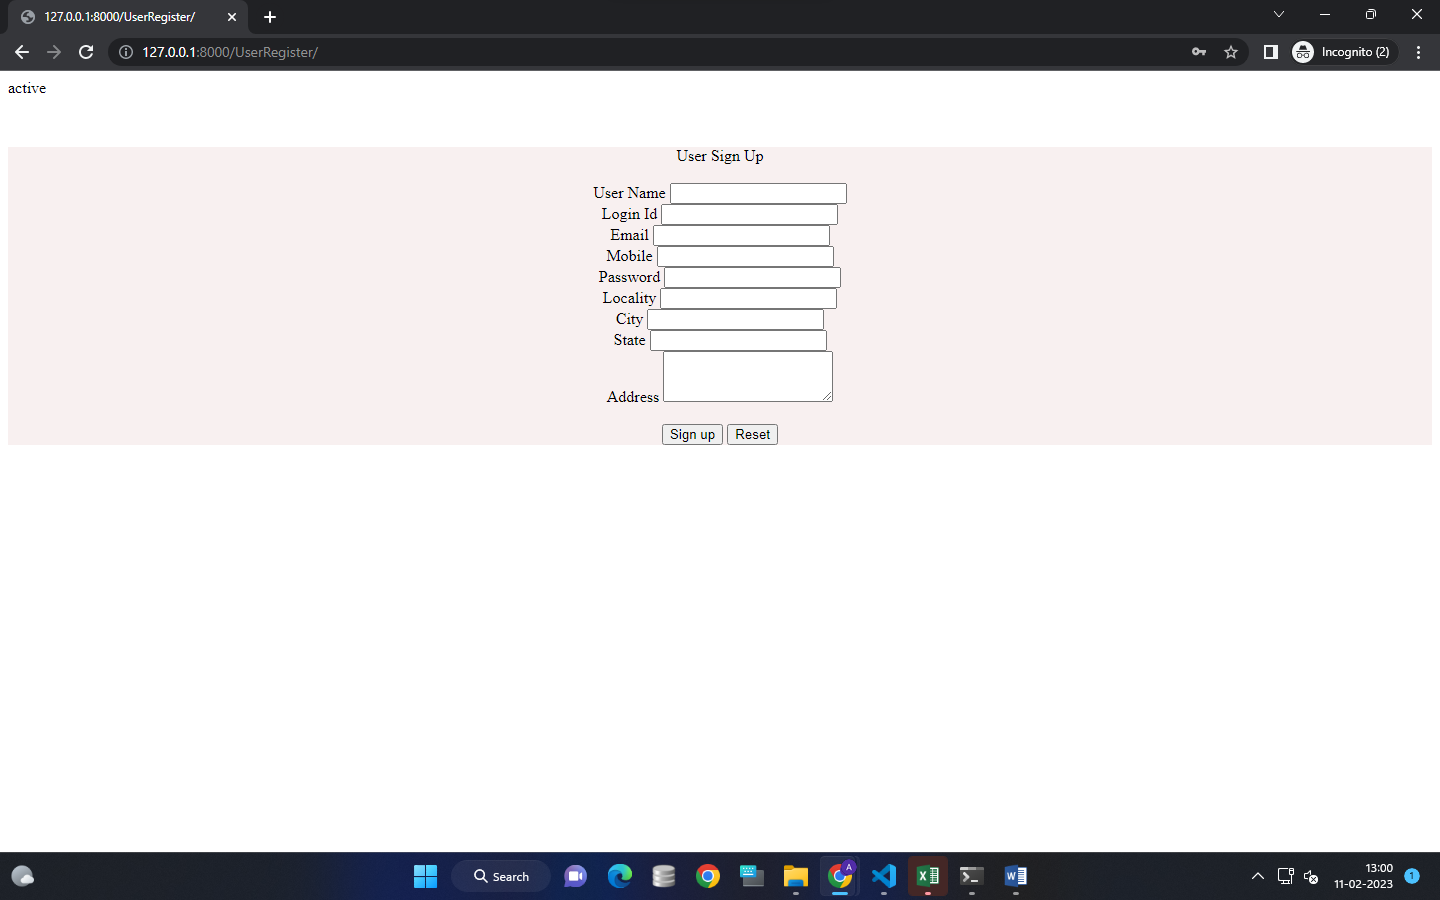 127.0.0.1:8000/UserRegister/
127.0.0.1:8000/UserRegister/
Incognito (2)
active
User Sign Up
User Name
Login Id
Email
Mobile
Password
Locality
City
State
Address
Sign up Reset
Search
A
X
W
13:00
11-02-2023
1